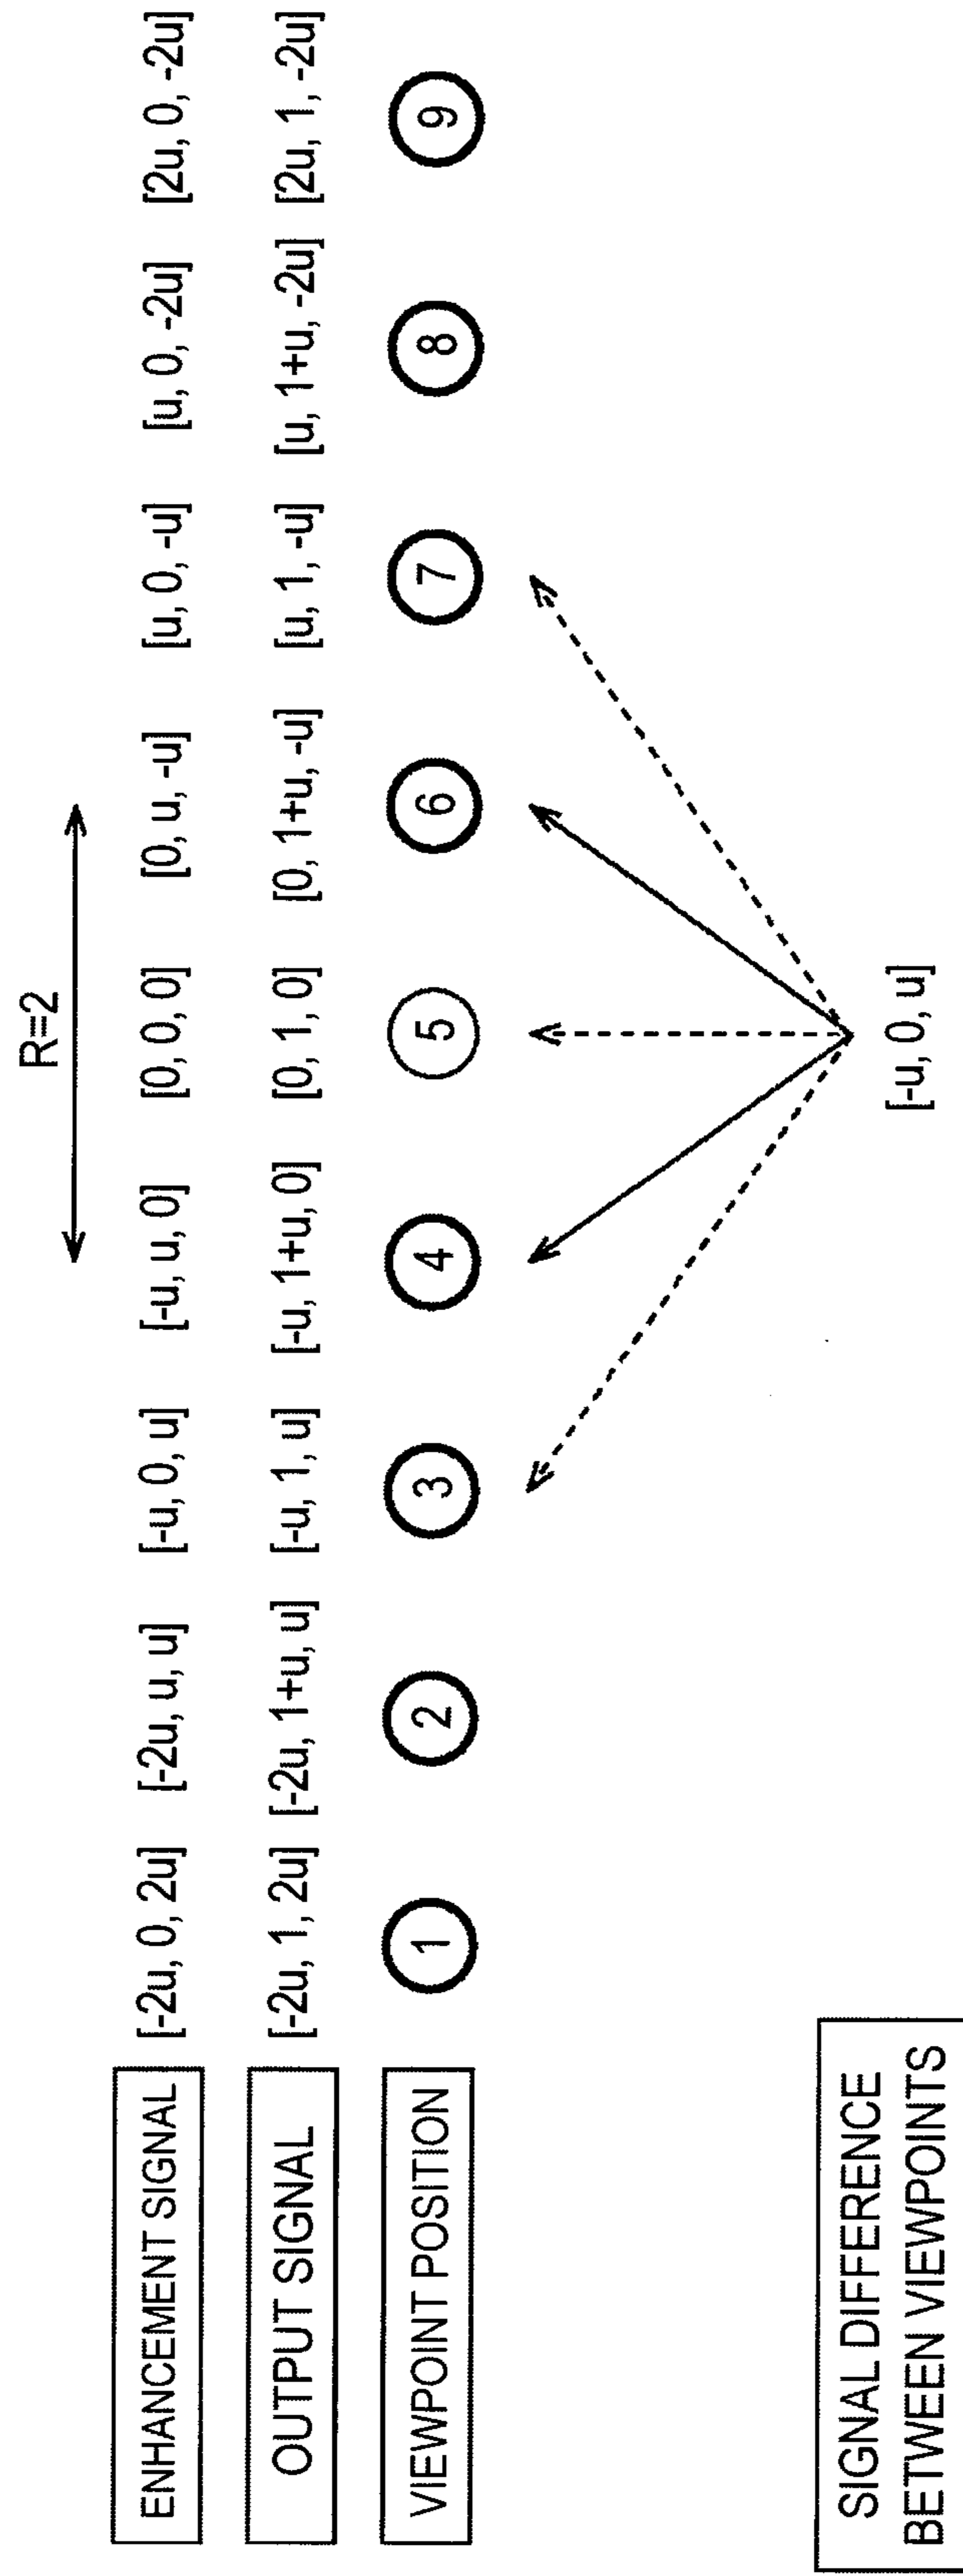 R=2
ENHANCEMENT SIGNAL [-2u, 0, 2u] [-2u, u, u] [-u, 0, u] [-u, u, 0] [0, 0, 0] [0, u, -u] [u, 0, -u] [u, 0, -2u] [2u, 0, -2u]
OUTPUT SIGNAL [-2u, 1, 2u] [-2u, 1+u, u] [-u, 1, u] [-u, 1+u, 0] [0, 1, 0] [0, 1+u, -u] [u, 1, -u] [u, 1+u, -2u] [2u, 1, -2u]
VIEWPOINT POSITION 1 2 3 4 5 6 7 8 9
SIGNAL DIFFERENCE
BETWEEN VIEWPOINTS
[-u, 0, u]